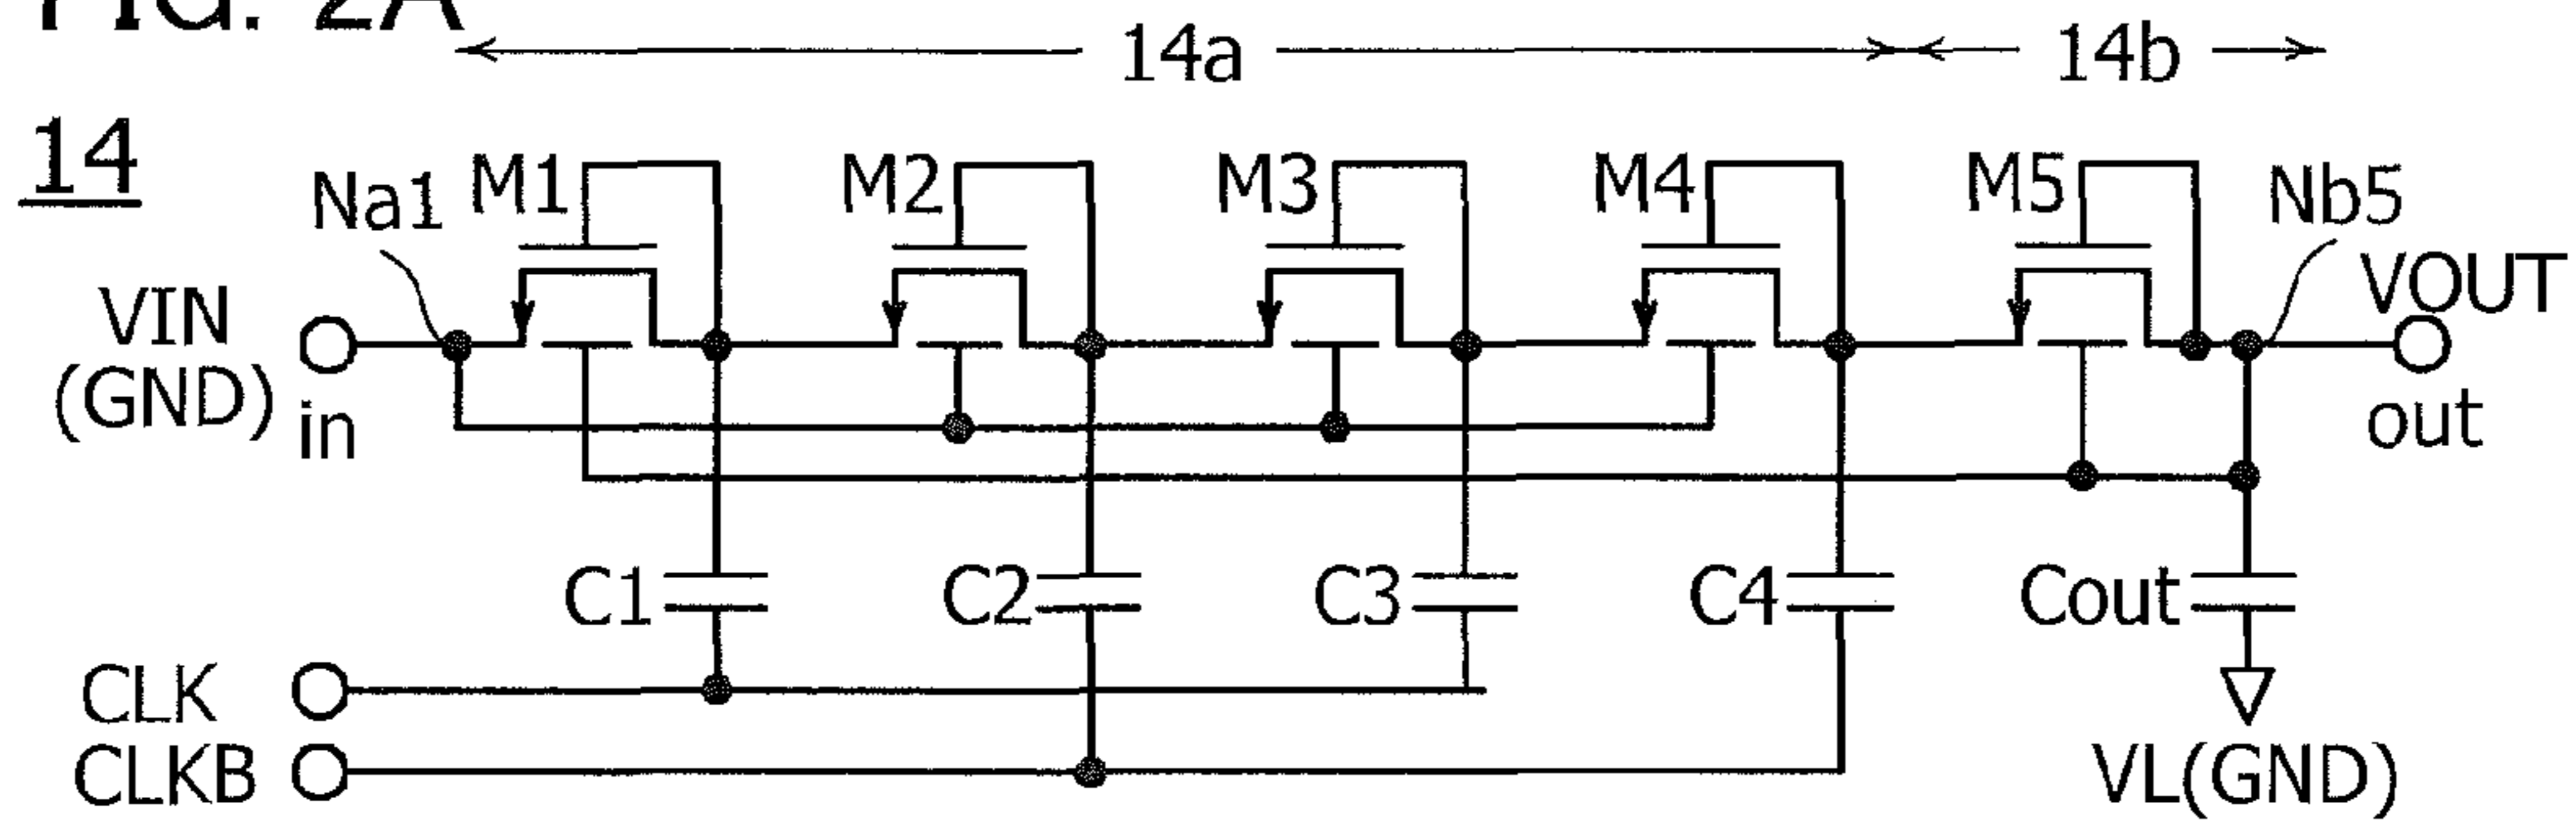 FIG. 2A
14a 14b
14
Na1 M1 M2 M3 M4 M5 Nb5
VIN VOUT
(GND) in out
C1 C2 C3 C4 Cout
CLK
CLKB VL(GND)